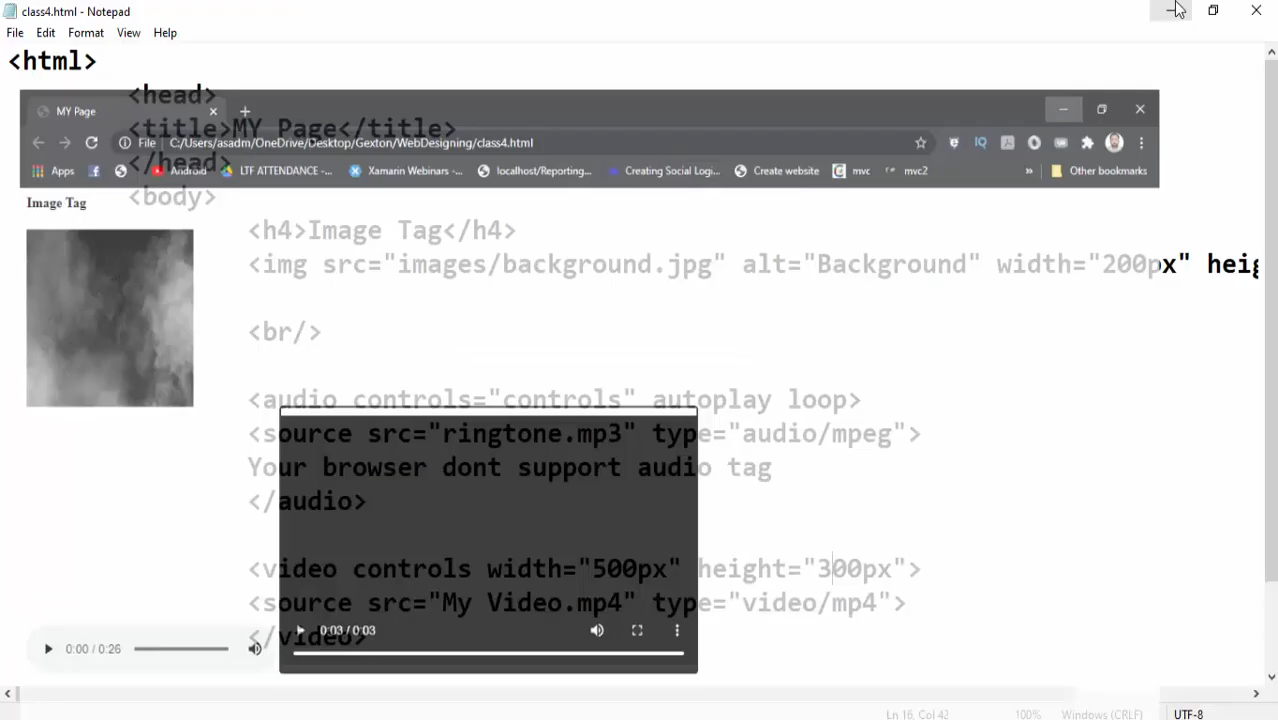 class4.html - Notepad
File Edit Format View Help
<html>
<head>
MY Page
<title>MY Page</title>
File C:/Users/asadm/OneDrive/Desktop/Gexton/WebDesigning/class4.html
</head>
Apps Android LTF ATTENDANCE -... Xamarin Webinars -... localhost/Reporting... Creating Social Logi... Create website mvc mvc2 » Other bookmarks
<body>
Image Tag
<h4>Image Tag</h4>
<img src="images/background.jpg" alt="Background" width="200px" heig
<br/>
<audio controls="controls" autoplay loop>
<source src="ringtone.mp3" type="audio/mpeg">
Your browser dont support audio tag
</audio>
<video controls width="500px" height="300px">
<source src="My Video.mp4" type="video/mp4">
0:03 / 0:03
</video>
0:00 / 0:26
Ln 16, Col 42 100% Windows (CRLF) UTF-8